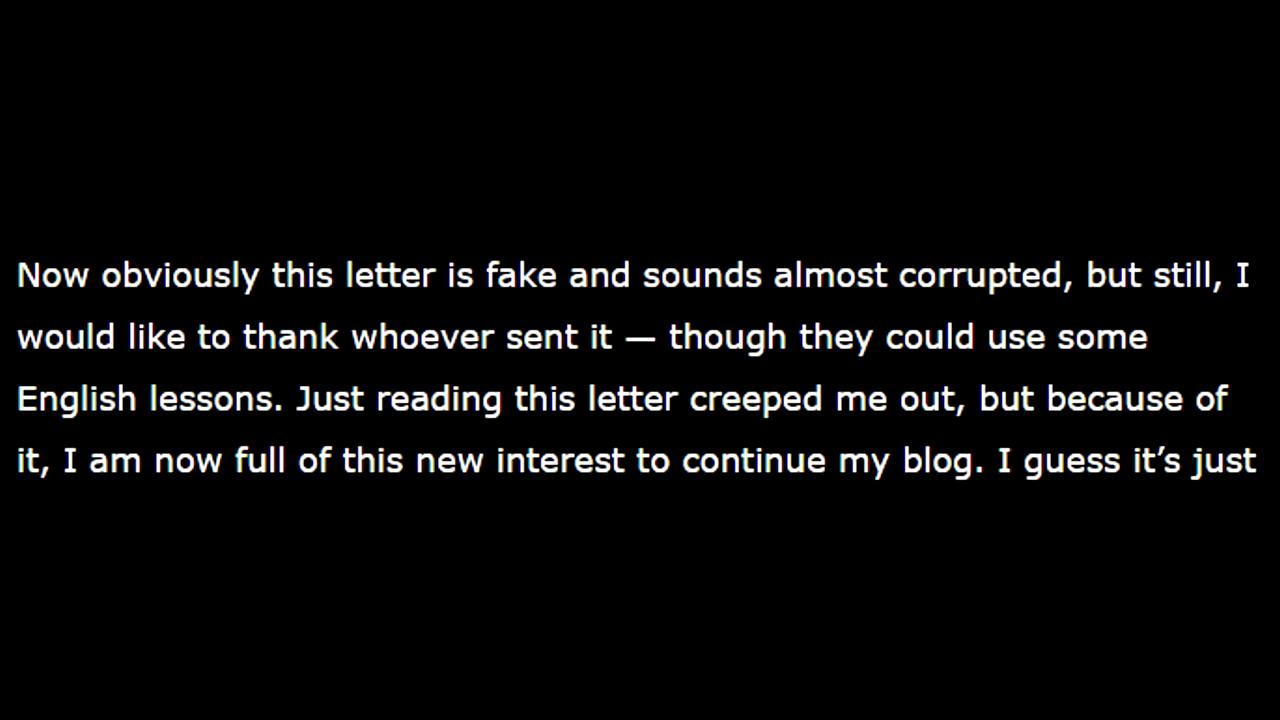 Now obviously this letter is fake and sounds almost corrupted, but still, I
would like to thank whoever sent it — though they could use some
English lessons. Just reading this letter creeped me out, but because of
it, I am now full of this new interest to continue my blog. I guess it’s just